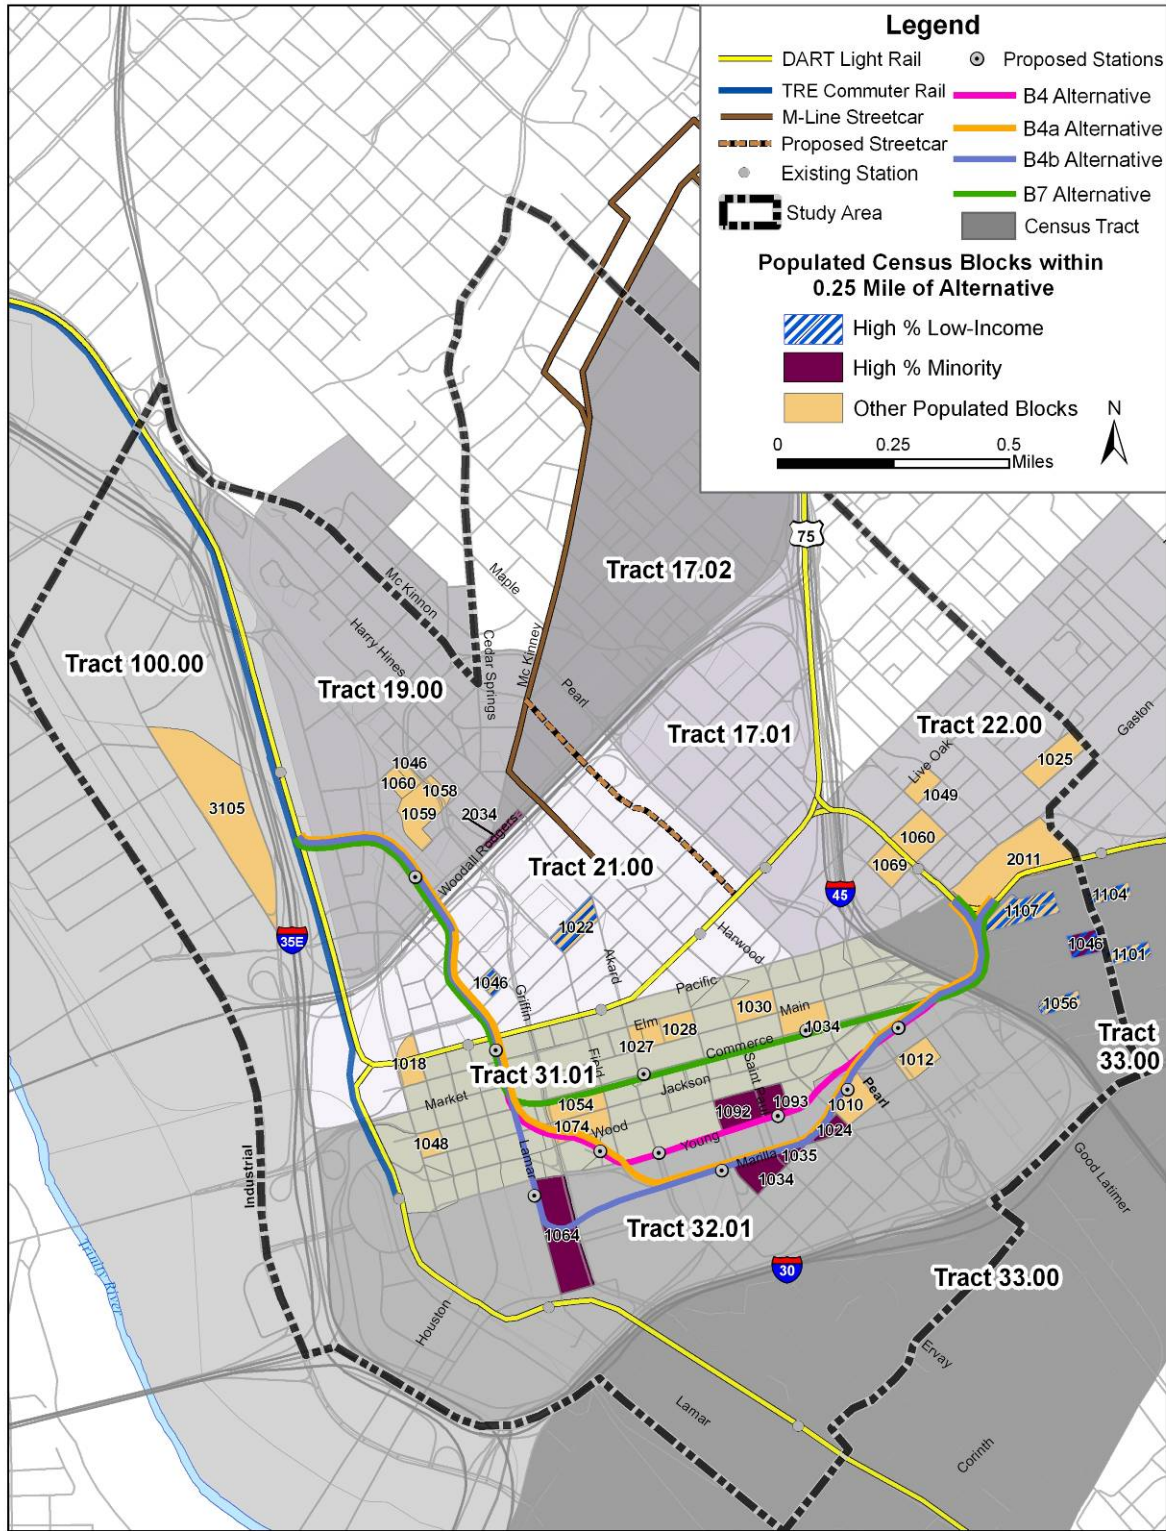 Legend
DART Light Rail
Proposed Stations
TRE Commuter Rail
B4 Alternative
M-Line Streetcar
B4a Alternative
Proposed Streetcar
B4b Alternative
Existing Station
B7 Alternative
Study Area
Census Tract
Populated Census Blocks within
0.25 Mile of Alternative
High % Low-Income
High % Minority
Other Populated Blocks
N
0
0.25
0.5
Miles
75
Tract 17.02
Maple
Mc Kinnon
Harry Hines
Cedar Springs
Mc Kinney
Pearl
Tract 100.00
Tract 19.00
Tract 17.01
Tract 22.00
Gaston
Live Oak
1025
1046
1060
1058
1059
3105
2034
Woodall Rodgers
1049
1060
1069
2011
Tract 21.00
45
1107
1104
1046
1101
1056
35E
1022
1046
Akard
Harwood
Griffin
Pacific
Elm
1030
Main
1028
1027
1034
Commerce
1018
Field
Tract 31.01
Jackson
Saint Paul
1012
Tract
33.00
Market
1054
1074
Wood
1092
1093
1010
Pearl
1024
1048
Young
Lamar
Marilla
1035
1034
Good Latimer
Industrial
1064
Tract 32.01
30
Tract 33.00
Trinity River
Houston
Ervay
Lamar
Corinth